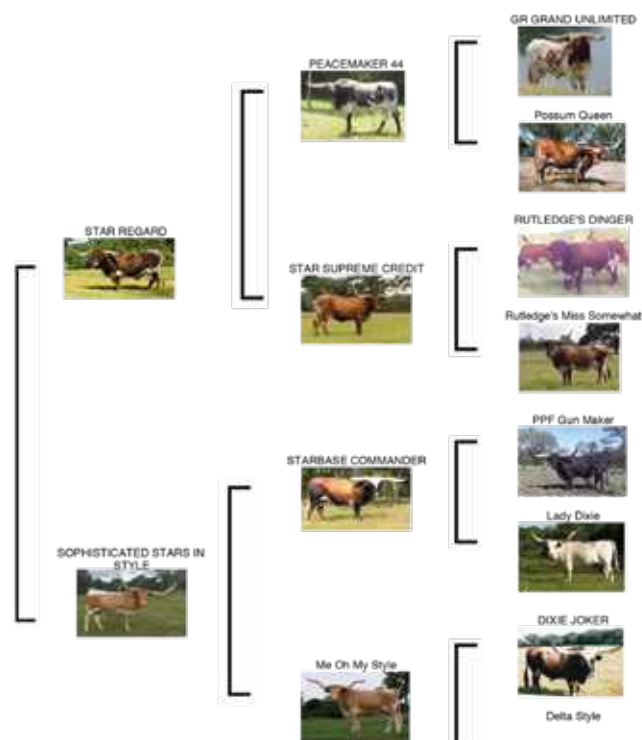 GR GRAND UNLIMITED
PEACEMAKER 44
Possum Queen
STAR REGARD
RUTLEDGE'S DINGER
STAR SUPREME CREDIT
Rutledge's Miss Somewhat
PPF Gun Maker
STARBASE COMMANDER
Lady Dixie
SOPHISTICATED STARS IN
STYLE
DIXIE JOKER
Me Oh My Style
Delta Style